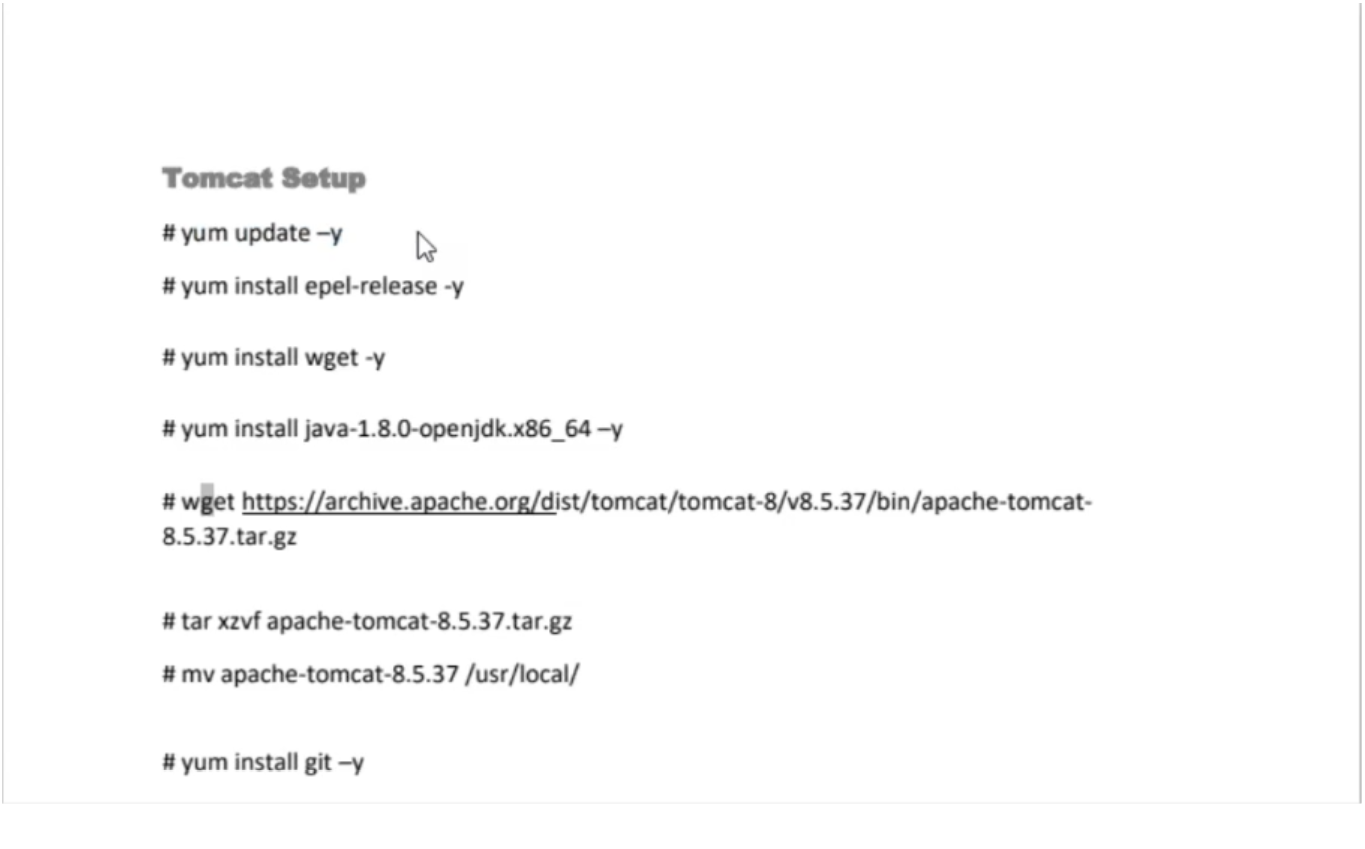 Tomcat Setup
# yum update –y
# yum install epel-release -y
# yum install wget -y
# yum install java-1.8.0-openjdk.x86_64 –y
# wget https://archive.apache.org/dist/tomcat/tomcat-8/v8.5.37/bin/apache-tomcat-
8.5.37.tar.gz
# tar xzvf apache-tomcat-8.5.37.tar.gz
# mv apache-tomcat-8.5.37 /usr/local/
# yum install git –y